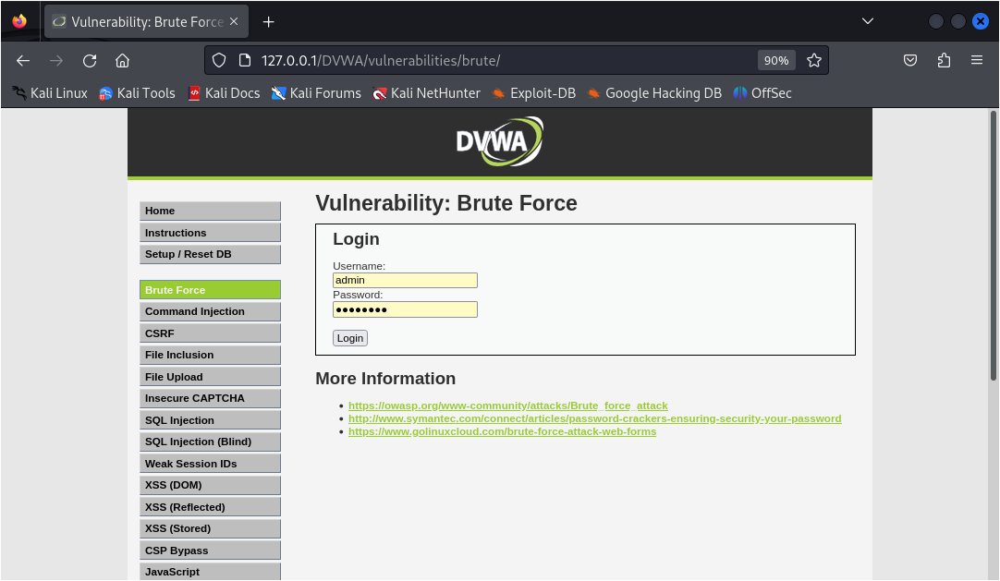 Vulnerability: Brute Force
127.0.0.1/DVWA/vulnerabilities/brute/
90%
Kali Linux
Kali Tools
Kali Docs
Kali Forums
Kali NetHunter
Exploit-DB
Google Hacking DB
OffSec
DVWA
Home
Instructions
Setup / Reset DB
Brute Force
Command Injection
CSRF
File Inclusion
File Upload
Insecure CAPTCHA
SQL Injection
SQL Injection (Blind)
Weak Session IDs
XSS (DOM)
XSS (Reflected)
XSS (Stored)
CSP Bypass
JavaScript
Vulnerability: Brute Force
Login
Username:
admin
Password:
●●●●●●●●
Login
More Information
https://owasp.org/www-community/attacks/Brute_force_attack
http://www.symantec.com/connect/articles/password-crackers-ensuring-security-your-password
https://www.golinuxcloud.com/brute-force-attack-web-forms